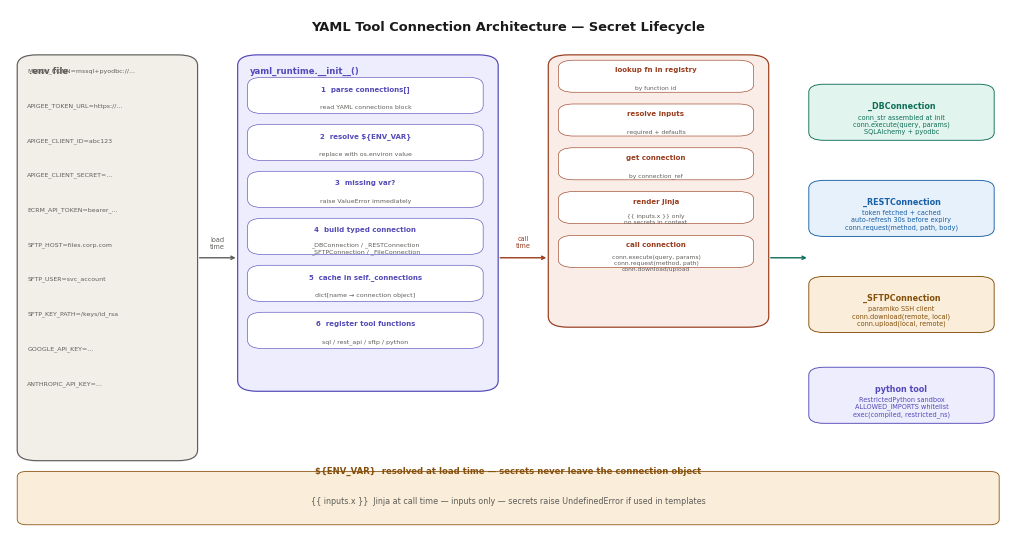 YAML Tool Connection Architecture — Secret Lifecycle
.env file
APIGEE_TOKEN_URL=https://...
APIGEE_CLIENT_ID=abc123
APIGEE_CLIENT_SECRET=...
ECRM_API_TOKEN=bearer_...
SFTP_HOST=files.corp.com
SFTP_USER=svc_account
SFTP_KEY_PATH=/keys/id_rsa
GOOGLE_API_KEY=...
ANTHROPIC_API_KEY=...
load
time
yaml_runtime.__init__()
1  parse connections[]
read YAML connections block
2  resolve ${ENV_VAR}
replace with os.environ value
3  missing var?
raise ValueError immediately
4  build typed connection
_DBConnection / _RESTConnection
_SFTPConnection / _FileConnection
5  cache in self._connections
dict[name → connection object]
6  register tool functions
sql / rest_api / sftp / python
call
time
lookup fn in registry
by function id
resolve inputs
required + defaults
get connection
by connection_ref
render Jinja
{{ inputs.x }} only
no secrets in context
call connection
conn.execute(query, params)
conn.request(method, path)
conn.download/upload
_DBConnection
conn_str assembled at init
conn.execute(query, params)
SQLAlchemy + pyodbc
_RESTConnection
token fetched + cached
auto-refresh 30s before expiry
conn.request(method, path, body)
_SFTPConnection
paramiko SSH client
conn.download(remote, local)
conn.upload(local, remote)
python tool
RestrictedPython sandbox
ALLOWED_IMPORTS whitelist
exec(compiled, restricted_ns)
${ENV_VAR}  resolved at load time — secrets never leave the connection object
{{ inputs.x }}  Jinja at call time — inputs only — secrets raise UndefinedError if used in templates